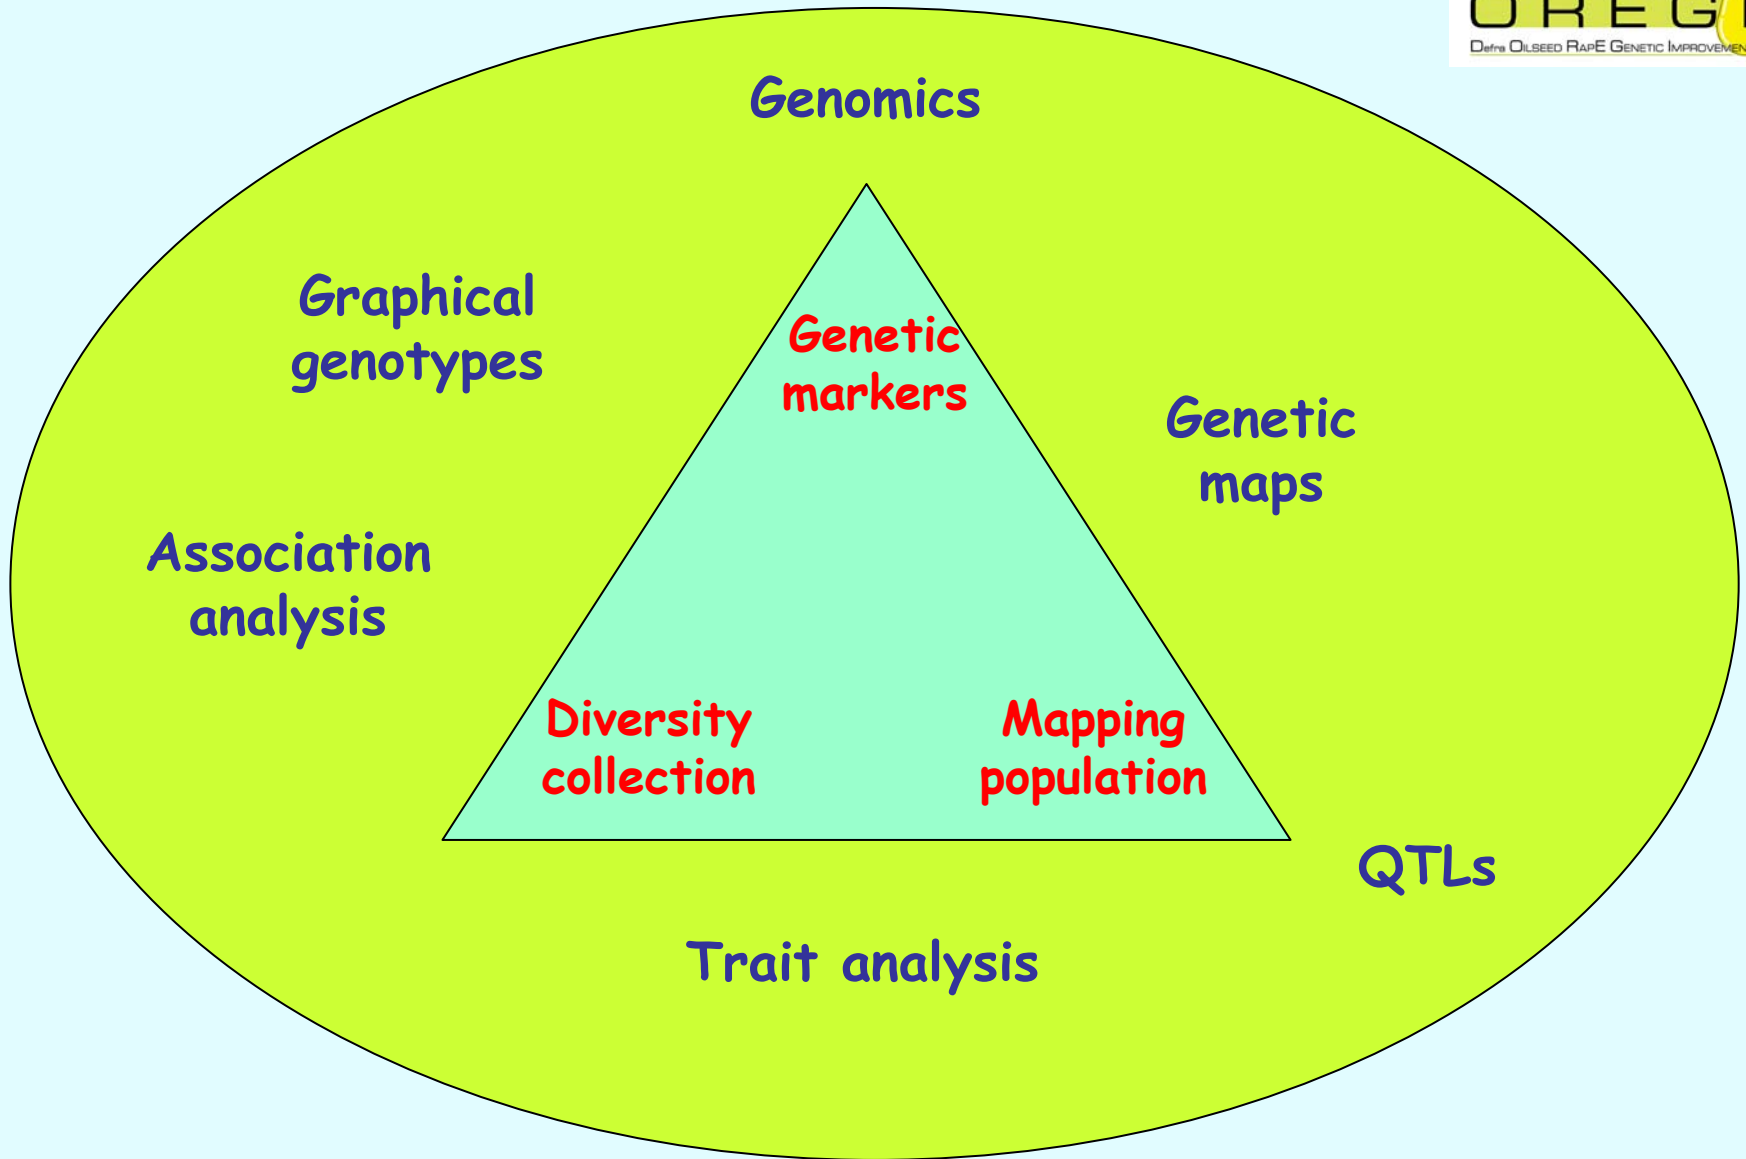 OREG
Defra OILSEED RAPE GENETIC IMPROVEMEN
Genomics
Graphical
genotypes
Genetic
markers
Genetic
maps
Association
analysis
Diversity
collection
Mapping
population
QTLs
Trait analysis